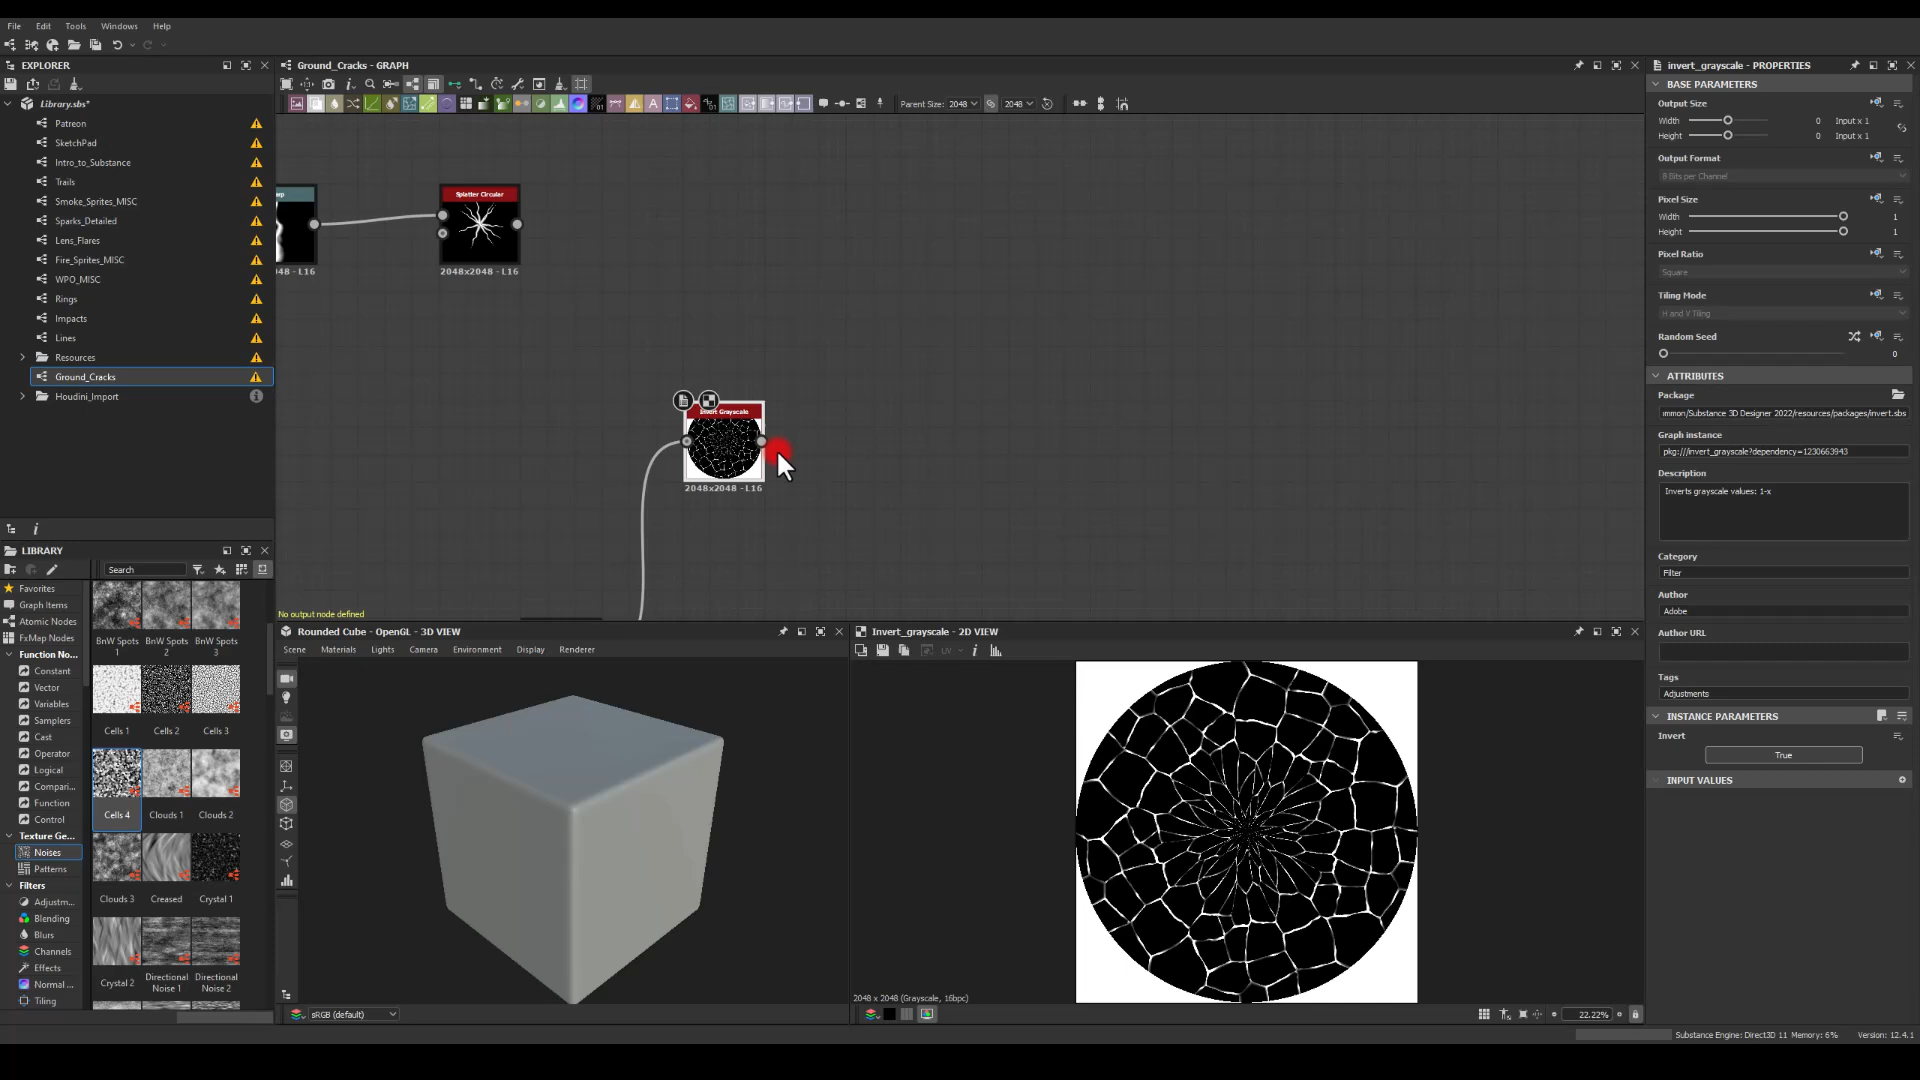 File Edit Tools Windows Help
EXPLORER
Library.sbs*
Patreon
SketchPad
Intro_to_Substance
Trails
Smoke_Sprites_MISC
Sparks_Detailed
Lens_Flares
Fire_Sprites_MISC
WPO_MISC
Rings
Impacts
Lines
Resources
Ground_Cracks
Houdini_Import
LIBRARY
Search
Favorites
Graph Items
Atomic Nodes
FxMap Nodes
Function No...
Constant
Vector
Variables
Samplers
Cast
Operator
Logical
Compari...
Function
Control
Texture Ge...
Noises
Patterns
Filters
Adjustm...
Blending
Blurs
Channels
Effects
Normal ...
Tiling
BnW Spots 1
BnW Spots 2
BnW Spots 3
Cells 1
Cells 2
Cells 3
Cells 4
Clouds 1
Clouds 2
Clouds 3
Creased
Crystal 1
Crystal 2
Directional Noise 1
Directional Noise 2
Ground_Cracks - GRAPH
Parent Size: 2048
2048
Splatter Circular
48 - L16
2048x2048 - L16
Invert Grayscale
2048x2048 - L16
No output node defined
Rounded Cube - OpenGL - 3D VIEW
Scene Materials Lights Camera Environment Display Renderer
sRGB (default)
Invert_grayscale - 2D VIEW
UV
2048 x 2048 (Grayscale, 16bpc)
22.22%
invert_grayscale - PROPERTIES
BASE PARAMETERS
Output Size
Width 0 Input x 1
Height 0 Input x 1
Output Format
8 Bits per Channel
Pixel Size
Width 1
Height 1
Pixel Ratio
Square
Tiling Mode
H and V Tiling
Random Seed
0
ATTRIBUTES
Package
mmon/Substance 3D Designer 2022/resources/packages/invert.sbs
Graph instance
pkg:///invert_grayscale?dependency=1230663943
Description
Inverts grayscale values: 1-x
Category
Filter
Author
Adobe
Author URL
Tags
Adjustments
INSTANCE PARAMETERS
Invert
True
INPUT VALUES
Substance Engine: Direct3D 11 Memory: 6% Version: 12.4.1